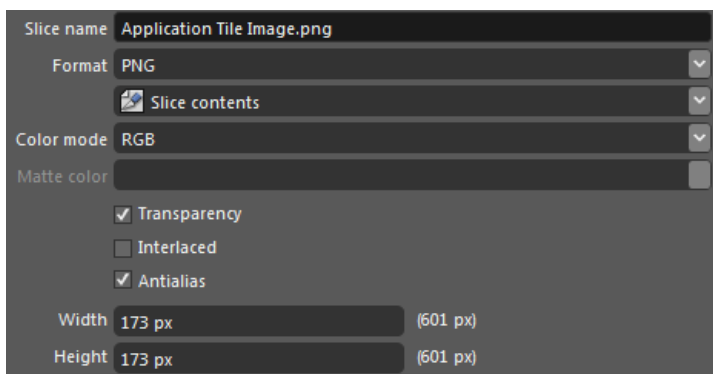 Slice name Application Tile Image.png
Format PNG
Slice contents
Color mode RGB
Matte color
Transparency
Interlaced
Antialias
Width 173 px (601 px)
Height 173 px (601 px)